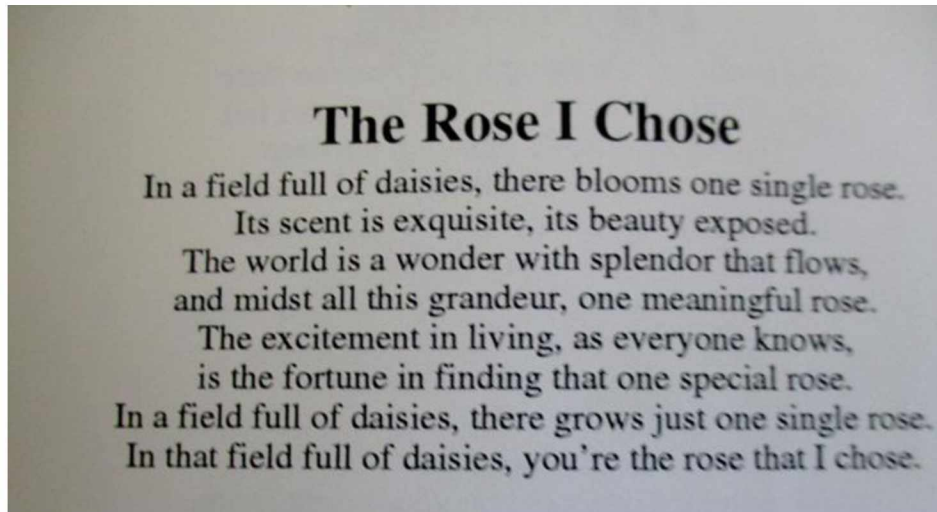 The Rose I Chose
In a field full of daisies, there blooms one single rose.
Its scent is exquisite, its beauty exposed.
The world is a wonder with splendor that flows,
and midst all this grandeur, one meaningful rose.
The excitement in living, as everyone knows,
is the fortune in finding that one special rose.
In a field full of daisies, there grows just one single rose.
In that field full of daisies, you're the rose that I chose.